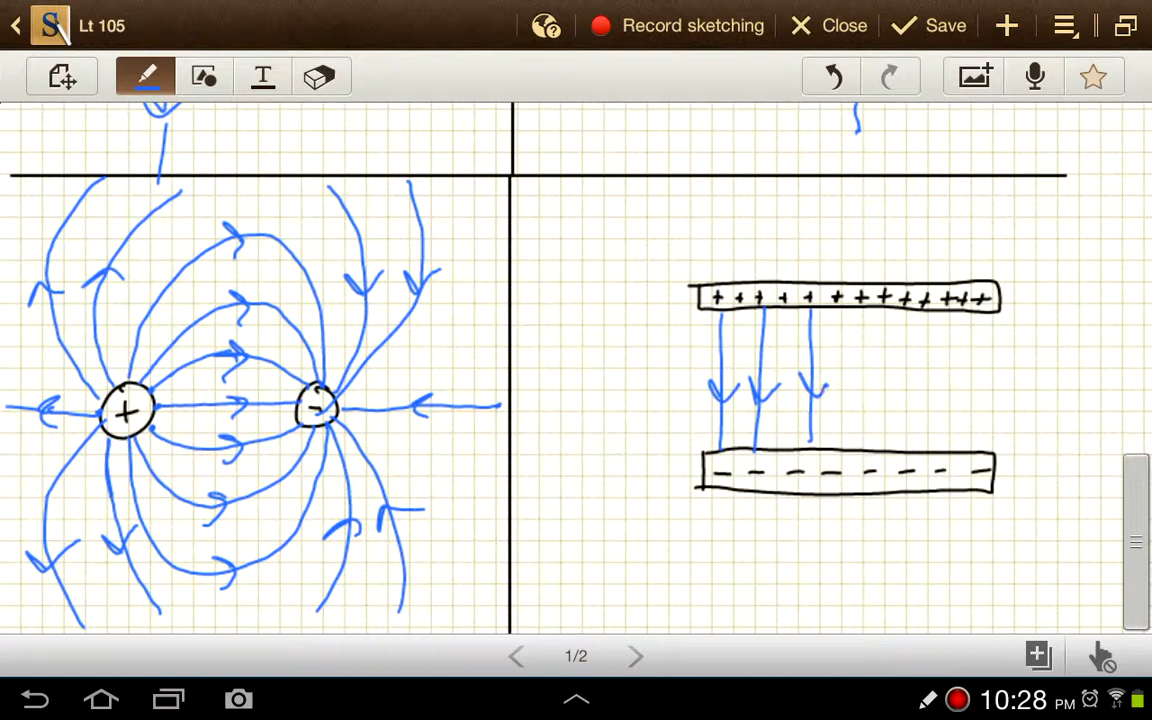 S Lt 105 Record sketching Close Save
T
+ + + + + + + + + + + + +
+ -
- - - - - - - -
1/2
10:28 PM